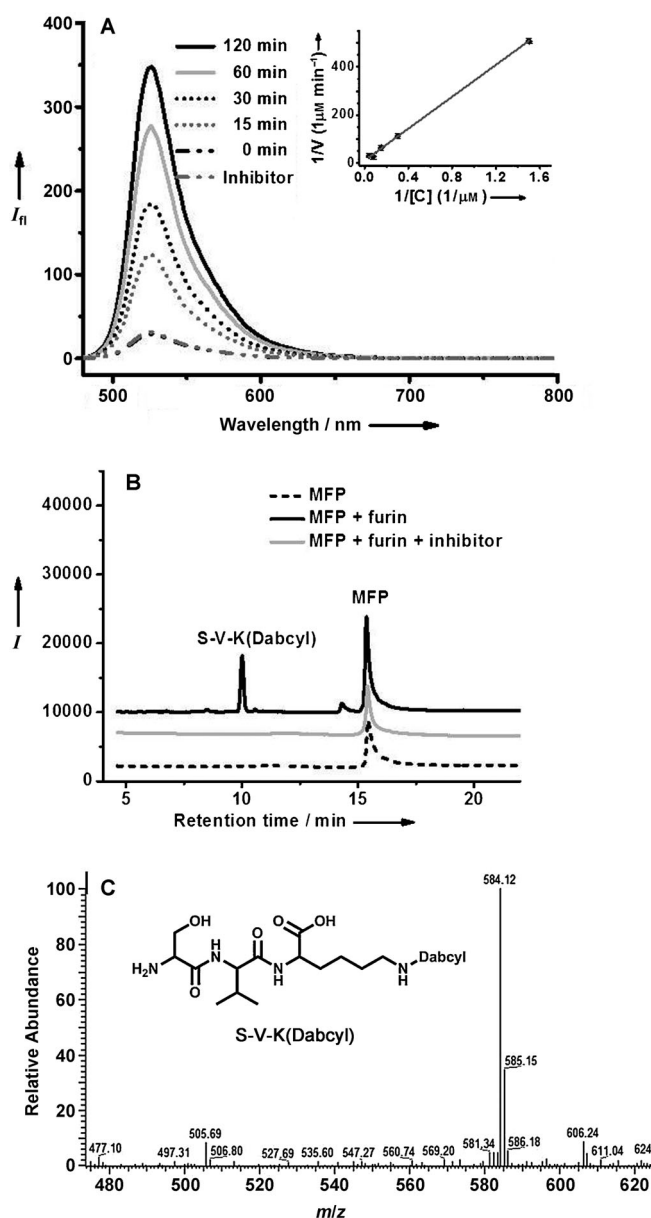 A
400
300
200
100
0
I fl
120 min
60 min
30 min
15 min
0 min
Inhibitor
500 600 700 800
Wavelength / nm
1/V (1μM min⁻¹)
400
200
0
0.0 0.4 0.8 1.2 1.6
1/[C] (1/μM)
B
40000
30000
20000
10000
0
I
MFP
MFP + furin
MFP + furin + inhibitor
S-V-K(Dabcyl)
MFP
5 10 15 20
Retention time / min
C
100
80
60
40
20
0
Relative Abundance
584.12
OH
O
OH
H
N
O
H₂N
O
N
H
N
H
Dabcyl
S-V-K(Dabcyl)
585.15
477.10
497.31
505.69
506.80
527.69
535.60
547.27
560.74
569.20
581.34
586.18
606.24
611.04
624
480 500 520 540 560 580 600 620
m/z